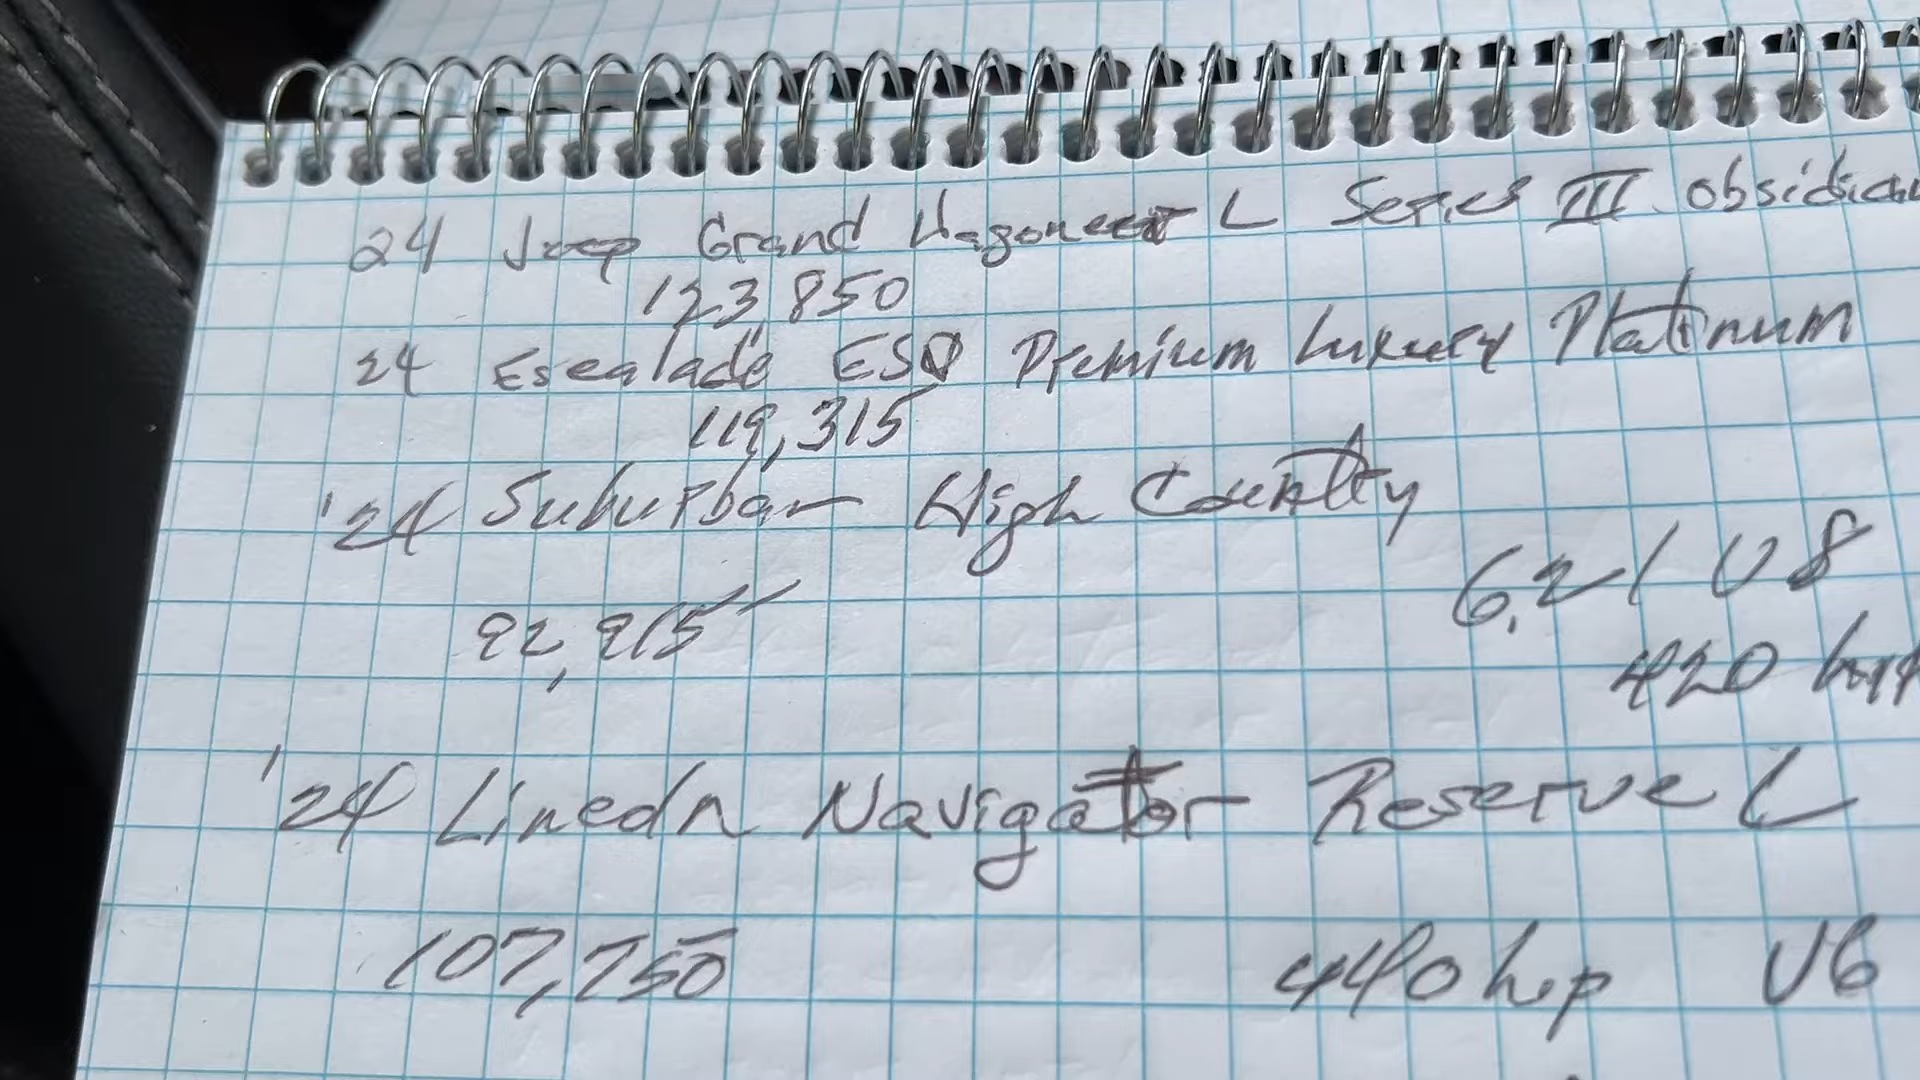 24 Jeep Grand Wagoneer L Series III Obsidian
123,850
24 Escalade ESV Premium Luxury Platinum
119,315
'24 Suburban High Country
92,915
6.2 l V8
420 hp
'24 Lincoln Navigator Reserve L
107,750
440 hp V6